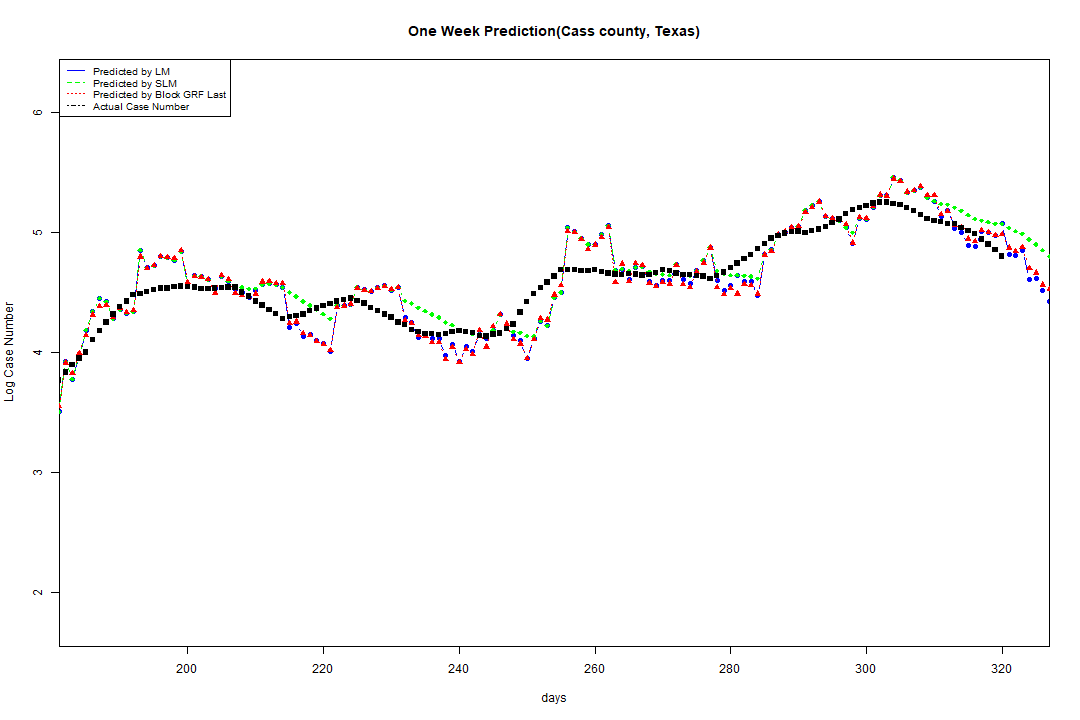 One Week Prediction(Cass county, Texas)
Predicted by LM
Predicted by SLM
Predicted by Block GRF Last
Actual Case Number
6
5
4
3
2
Log Case Number
200
220
240
260
280
300
320
days